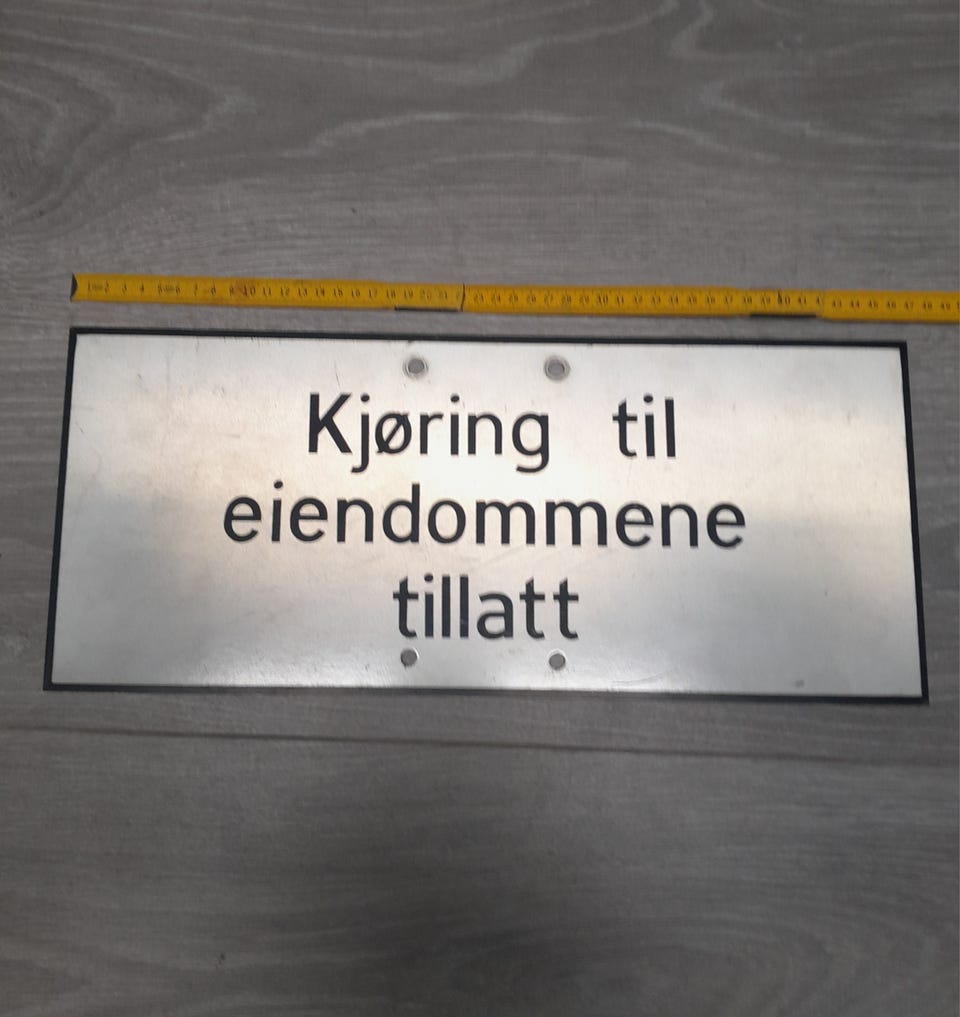 Kjøring til
eiendommene
tillatt